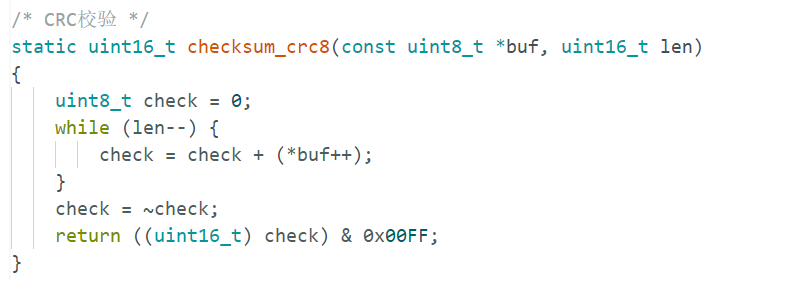 /* CRC校验 */
static uint16_t checksum_crc8(const uint8_t *buf, uint16_t len)
{
    uint8_t check = 0;
    while (len--) {
        check = check + (*buf++);
    }
    check = ~check;
    return ((uint16_t) check) & 0x00FF;
}